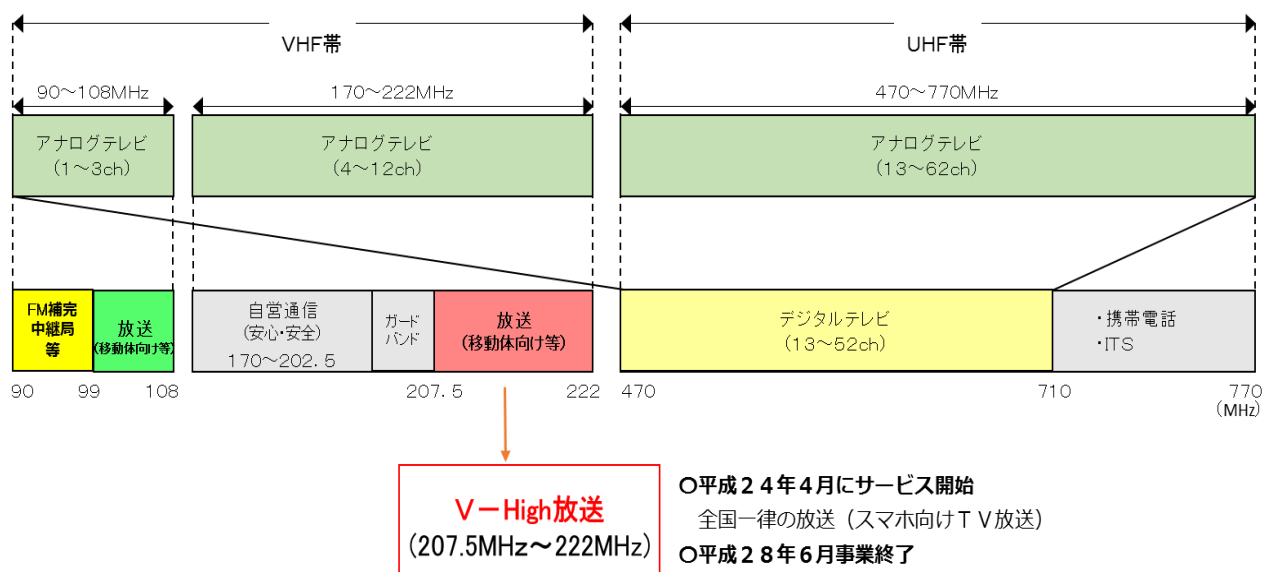 VHF帯
UHF帯
90～108MHz
170～222MHz
470～770MHz
アナログテレビ
(1～3ch)
アナログテレビ
(4～12ch)
アナログテレビ
(13～62ch)
FM補完
中継局
等
放送
(移動体向け等)
自営通信
(安心・安全)
170～202.5
ガード
バンド
放送
(移動体向け等)
デジタルテレビ
(13～52ch)
・携帯電話
・ITS
90
99
108
207.5
222
470
710
770
(MHz)
V－High放送
(207.5MHz～222MHz)
○平成２４年４月にサービス開始
全国一律の放送（スマホ向けＴＶ放送）
○平成２８年６月事業終了